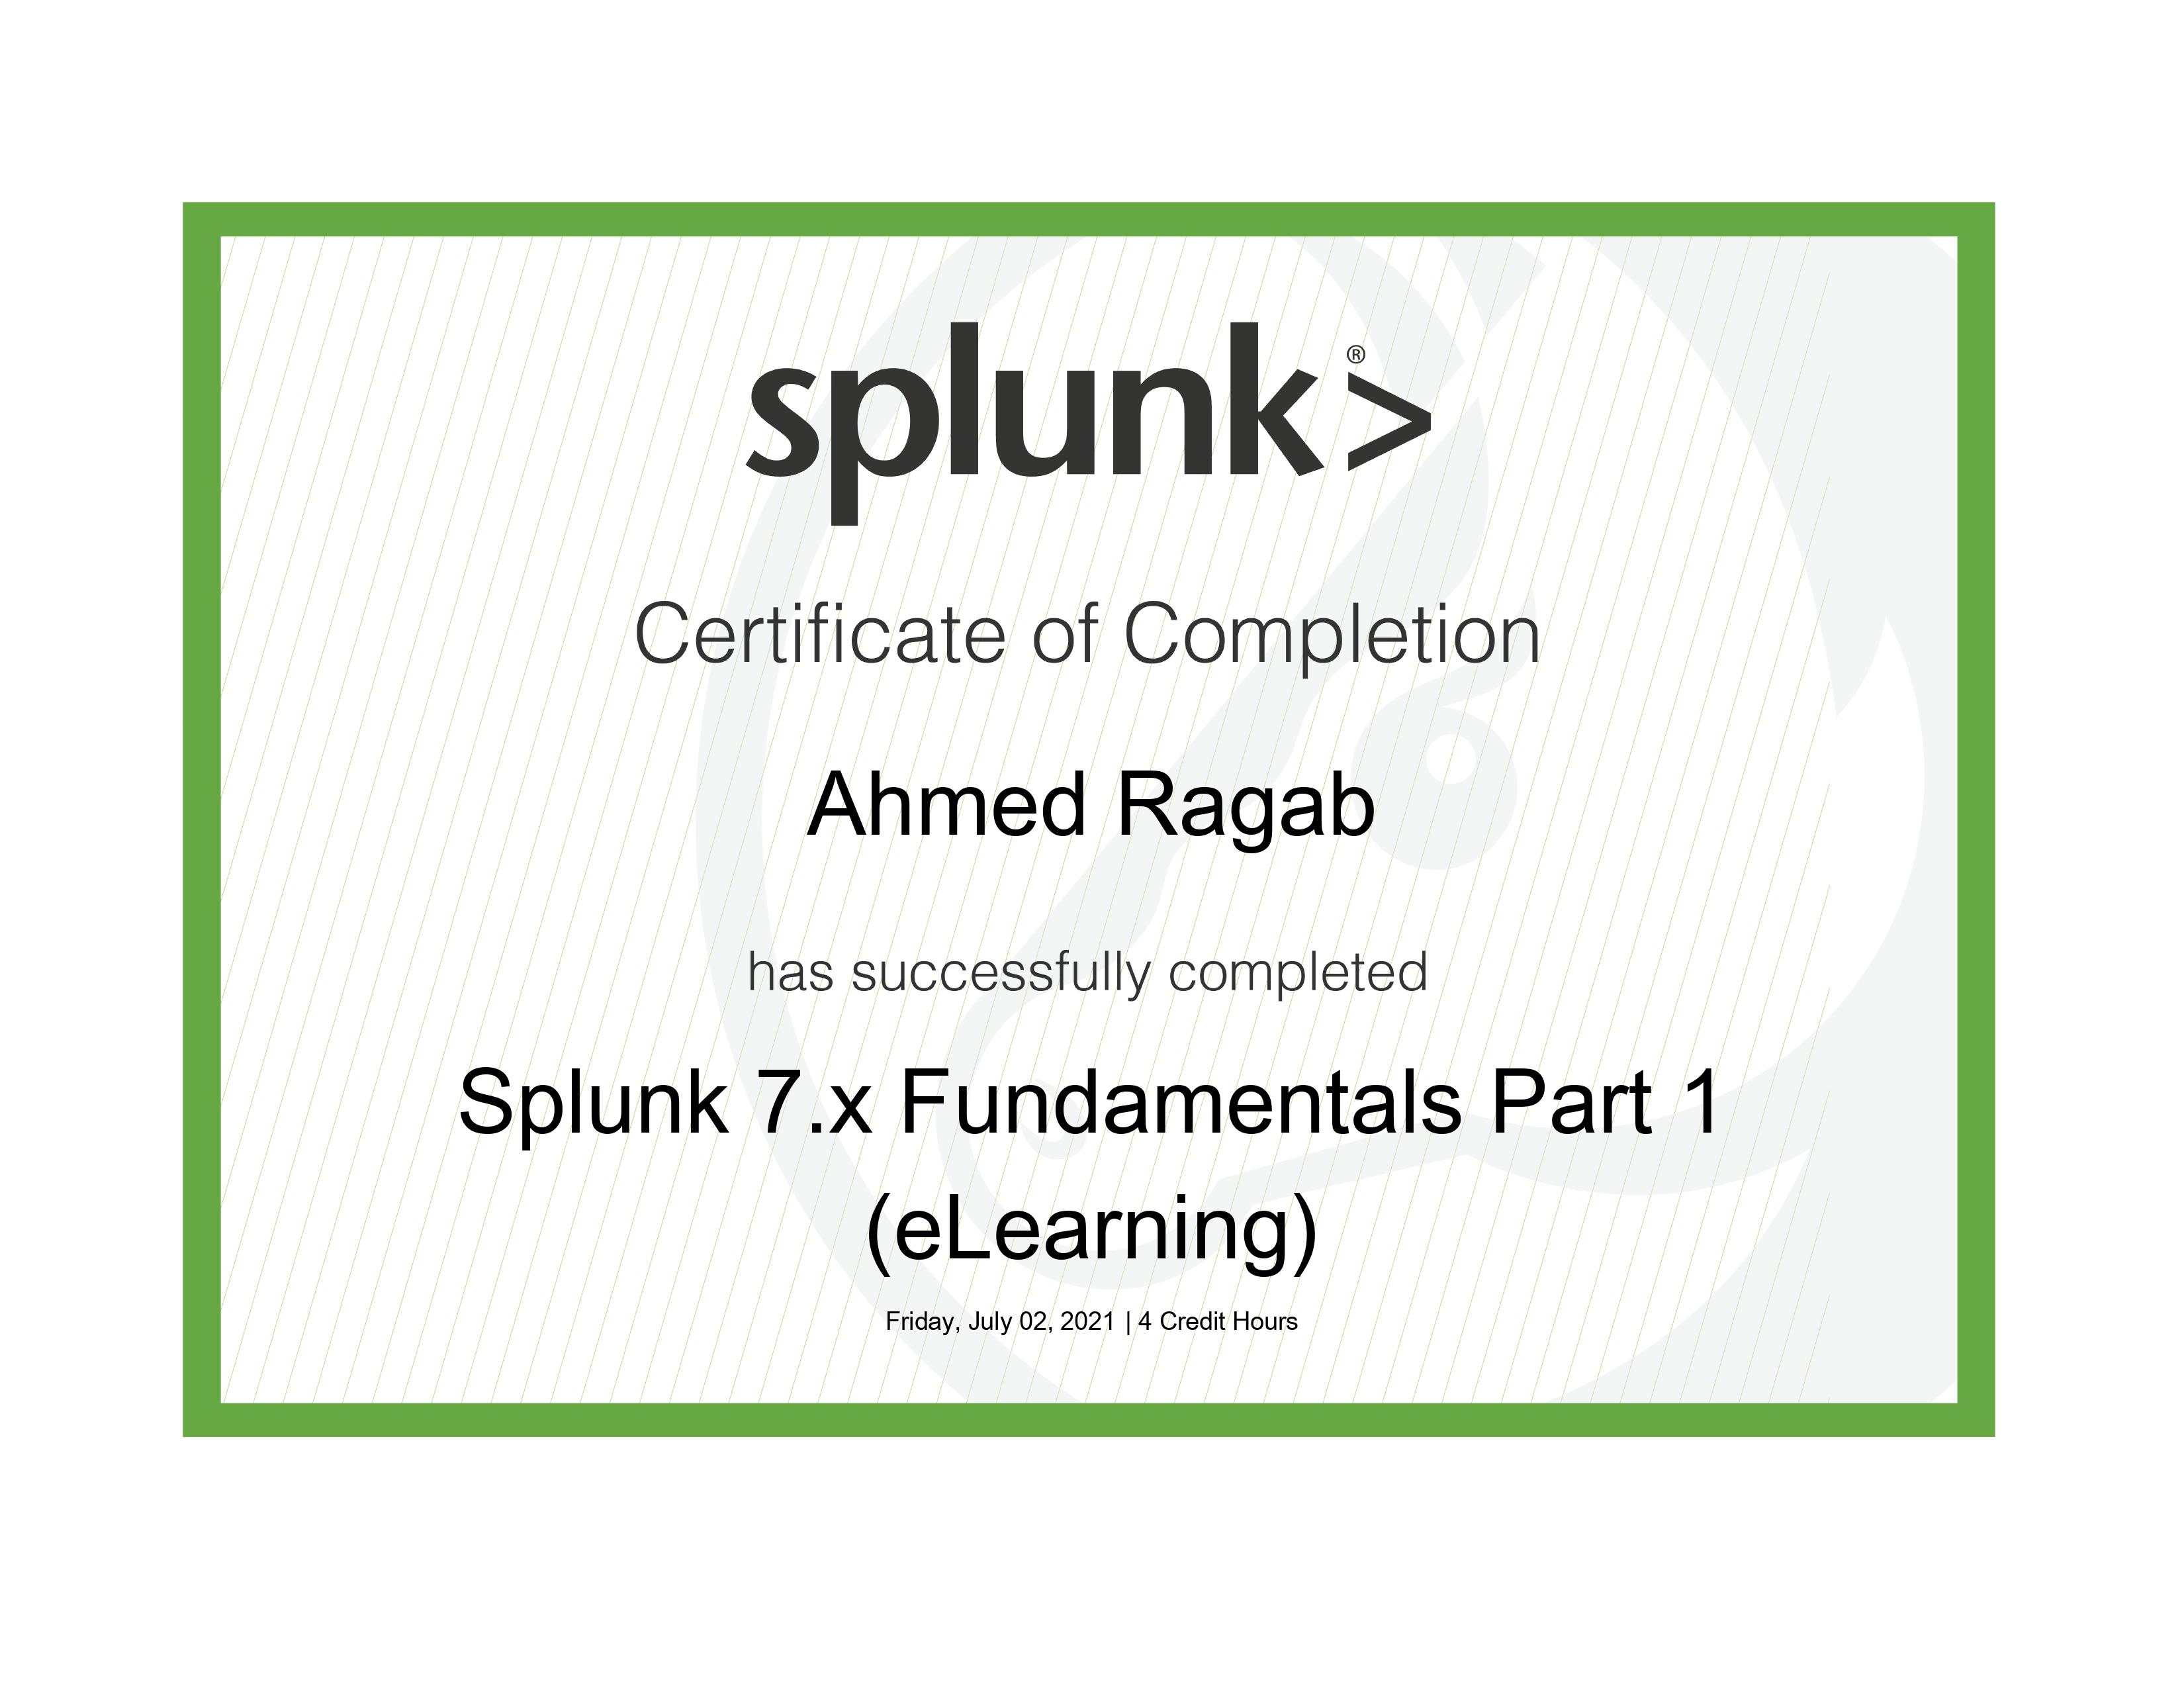 splunk>®
Certificate of Completion
Ahmed Ragab
has successfully completed
Splunk 7.x Fundamentals Part 1
(eLearning)
Friday, July 02, 2021 | 4 Credit Hours